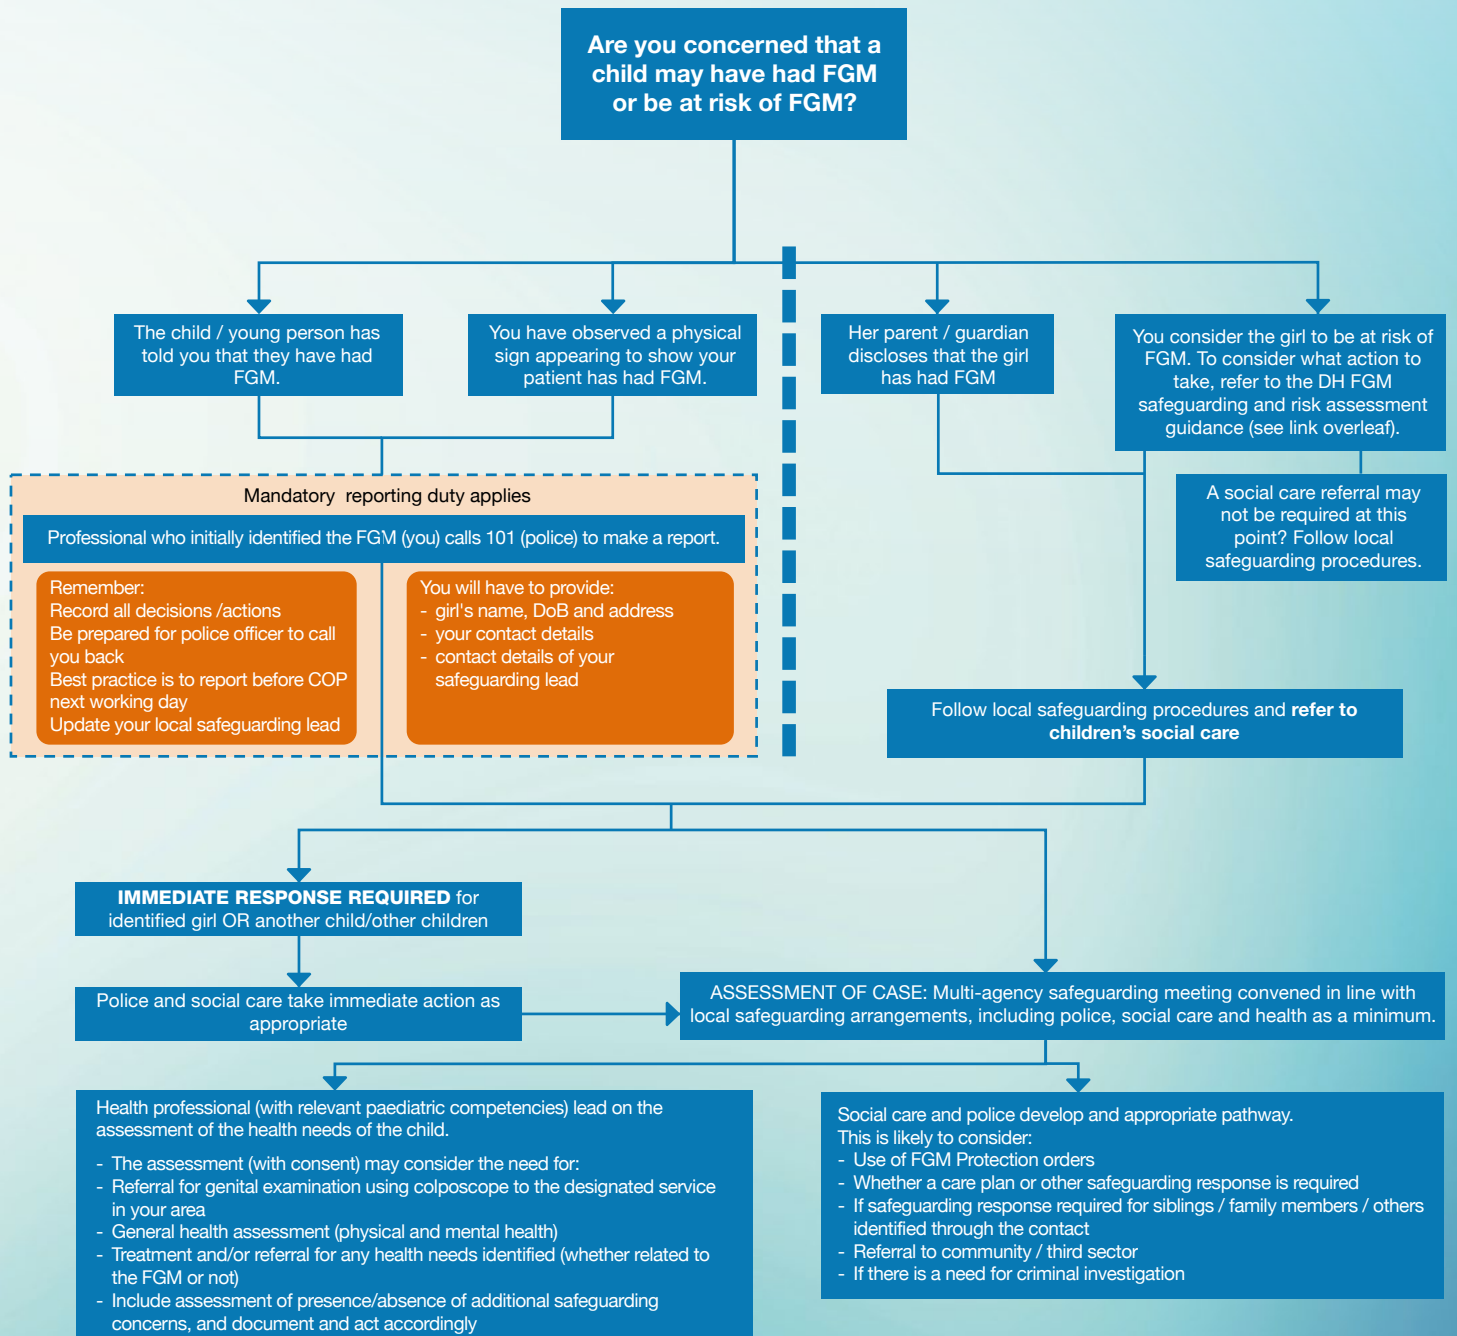 Are you concerned that a
child may have had FGM
or be at risk of FGM?
The child / young person has
told you that they have had
FGM.
You have observed a physical
sign appearing to show your
patient has had FGM.
Her parent / guardian
discloses that the girl
has had FGM
You consider the girl to be at risk of
FGM. To consider what action to
take, refer to the DH FGM
safeguarding and risk assessment
guidance (see link overleaf).
Mandatory reporting duty applies
Professional who initially identified the FGM (you) calls 101 (police) to make a report.
Remember:
Record all decisions /actions
Be prepared for police officer to call
you back
Best practice is to report before COP
next working day
Update your local safeguarding lead
You will have to provide:
- girl's name, DoB and address
- your contact details
- contact details of your
safeguarding lead
A social care referral may
not be required at this
point? Follow local
safeguarding procedures.
Follow local safeguarding procedures and refer to
children's social care
IMMEDIATE RESPONSE REQUIRED for
identified girl OR another child/other children
Police and social care take immediate action as
appropriate
ASSESSMENT OF CASE: Multi-agency safeguarding meeting convened in line with
local safeguarding arrangements, including police, social care and health as a minimum.
Health professional (with relevant paediatric competencies) lead on the
assessment of the health needs of the child.
- The assessment (with consent) may consider the need for:
- Referral for genital examination using colposcope to the designated service
in your area
- General health assessment (physical and mental health)
- Treatment and/or referral for any health needs identified (whether related to
the FGM or not)
- Include assessment of presence/absence of additional safeguarding
concerns, and document and act accordingly
Social care and police develop and appropriate pathway.
This is likely to consider:
- Use of FGM Protection orders
- Whether a care plan or other safeguarding response is required
- If safeguarding response required for siblings / family members / others
identified through the contact
- Referral to community / third sector
- If there is a need for criminal investigation